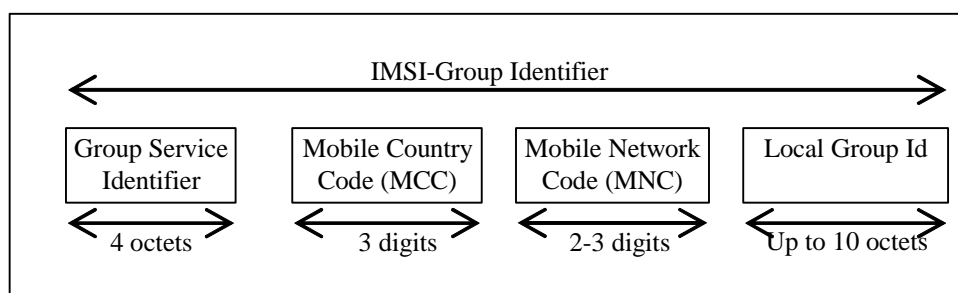 IMSI-Group Identifier
Group Service
Identifier
Mobile Country
Code (MCC)
Mobile Network
Code (MNC)
Local Group Id
4 octets
3 digits
2-3 digits
Up to 10 octets